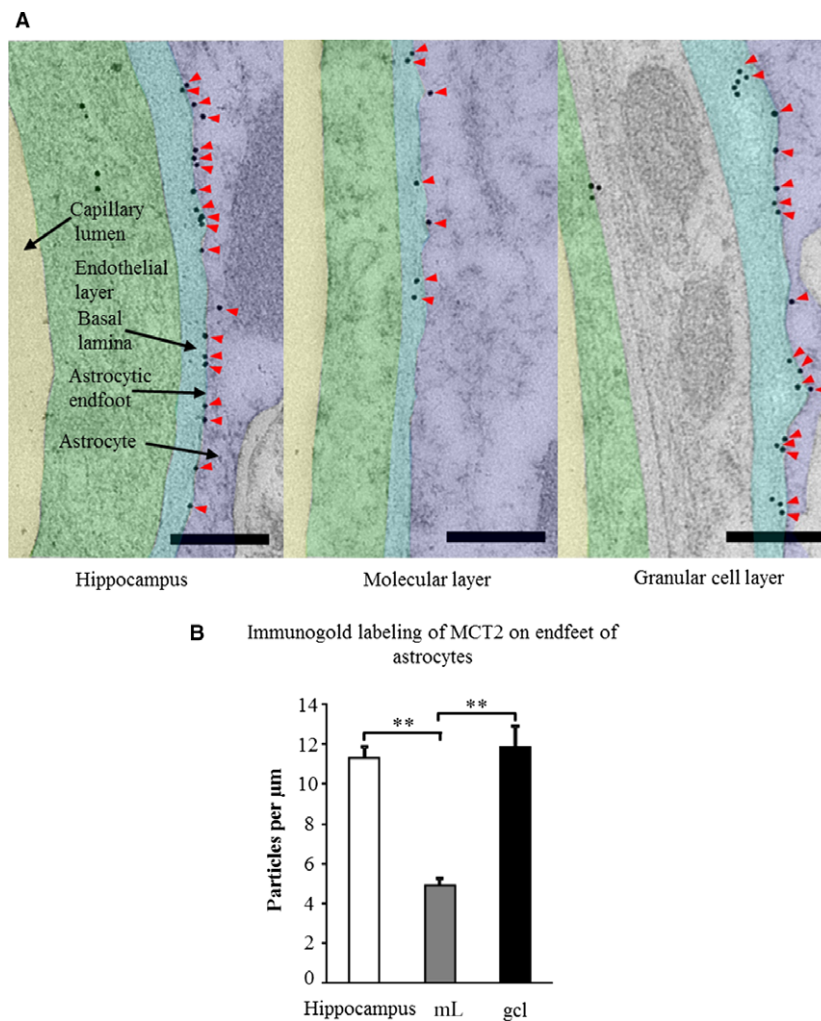 A
Capillary
lumen
Endothelial
layer
Basal
lamina
Astrocytic
endfoot
Astrocyte
Hippocampus
Molecular layer
Granular cell layer
B
Immunogold labeling of MCT2 on endfeet of
astrocytes
14
12
10
8
6
4
2
0
Particles per µm
**
**
Hippocampus
mL
gcl